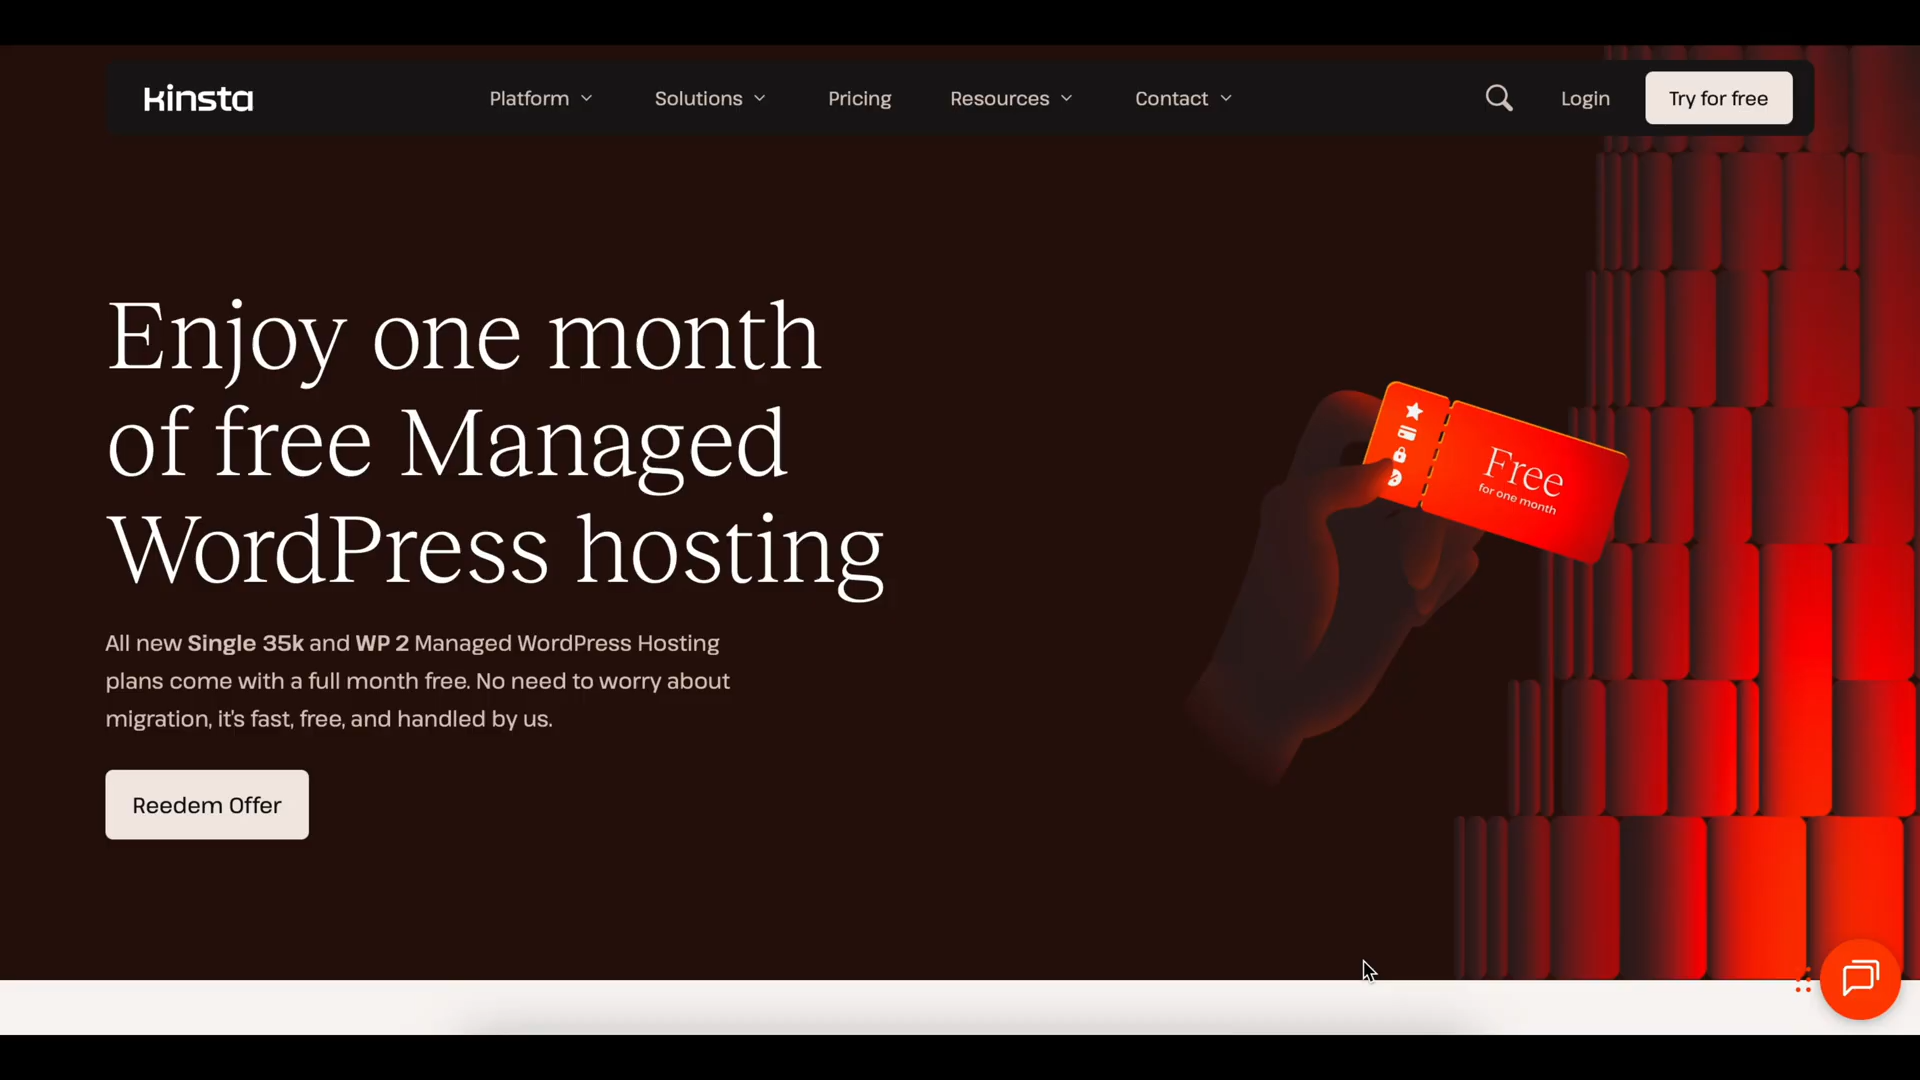 Kinsta
Platform
Solutions
Pricing
Resources
Contact
Login
Try for free
Enjoy one month
of free Managed
WordPress hosting
All new Single 35k and WP 2 Managed WordPress Hosting
plans come with a full month free. No need to worry about
migration, it's fast, free, and handled by us.
Reedem Offer
Free
for one month